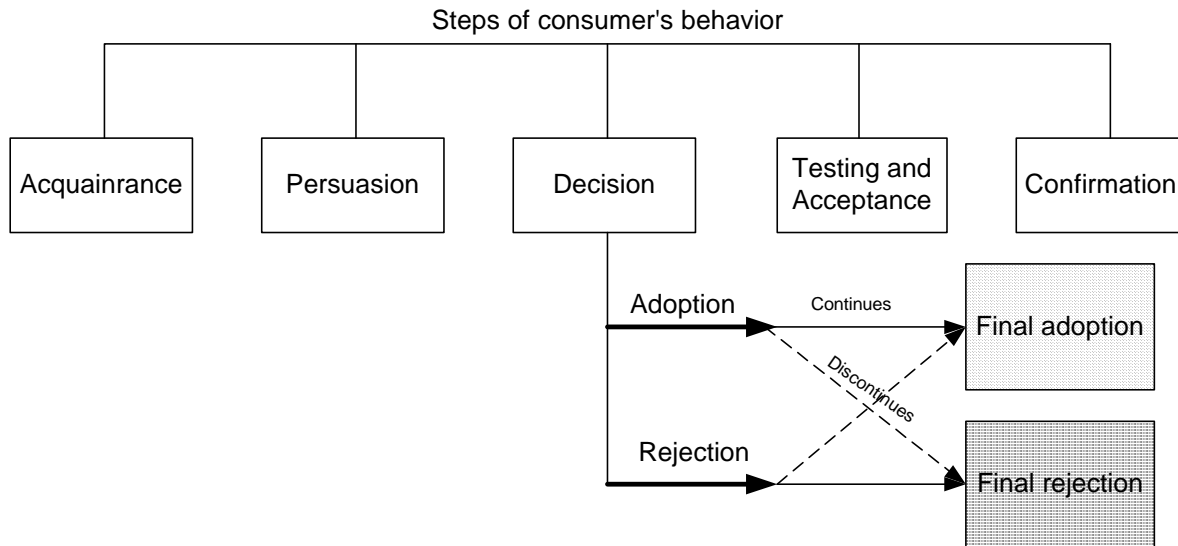 Steps of consumer's behavior
Acquainrance
Persuasion
Decision
Testing and
Acceptance
Confirmation
Adoption
Continues
Final adoption
Discontinues
Rejection
Final rejection